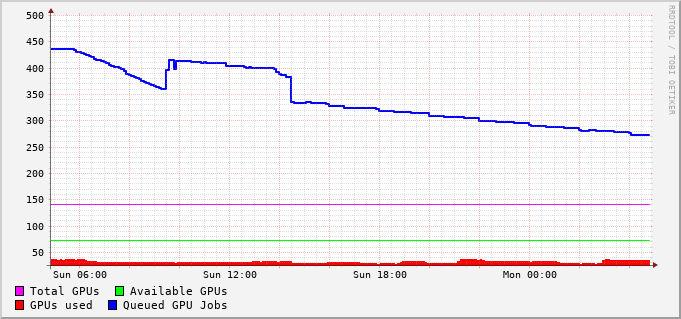 500
450
400
350
300
250
200
150
100
50
Sun 06:00 Sun 12:00 Sun 18:00 Mon 00:00
Total GPUs Available GPUs
GPUs used Queued GPU Jobs
RRDTOOL / TOBI OETIKER